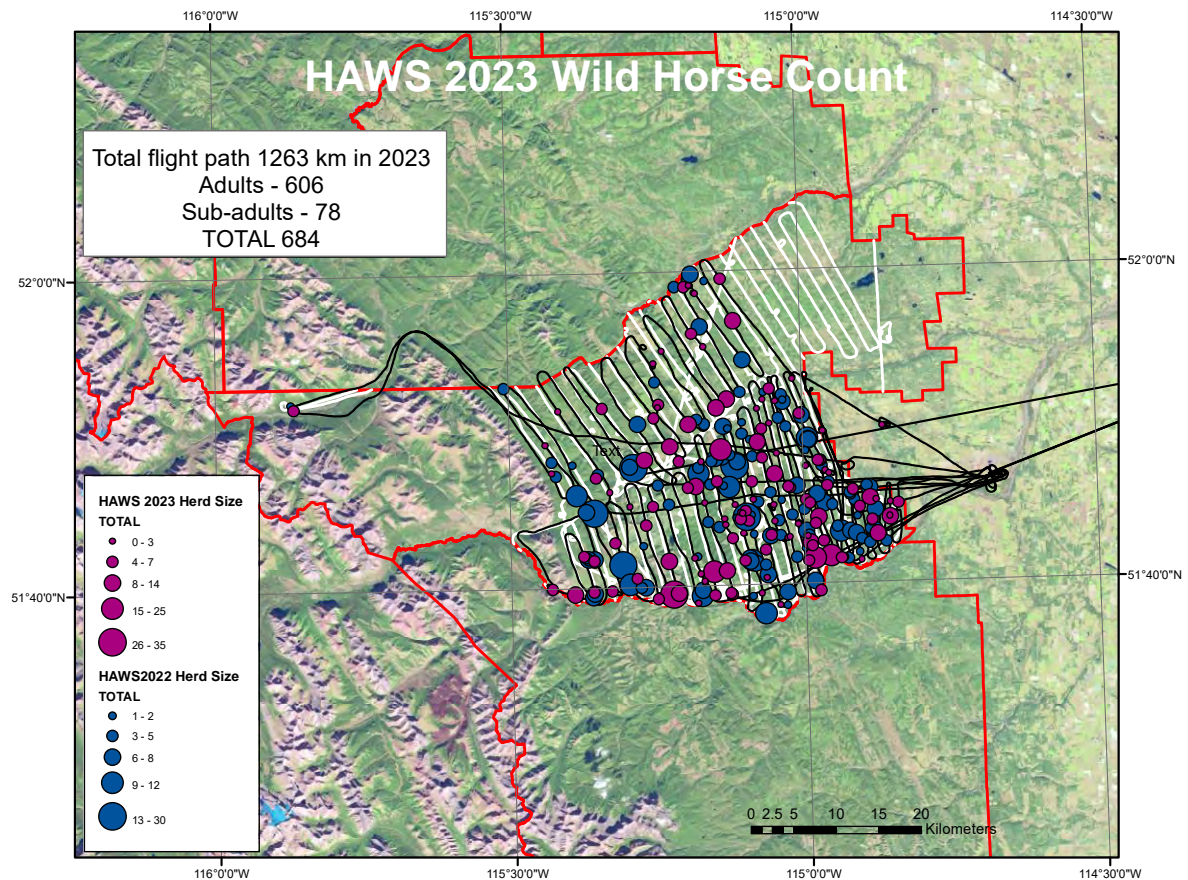 116°0'0"W
115°30'0"W
115°0'0"W
114°30'0"W
HAWS 2023 Wild Horse Count
Total flight path 1263 km in 2023
Adults - 606
Sub-adults - 78
TOTAL 684
52°0'0"N
52°0'0"N
Text
HAWS 2023 Herd Size
TOTAL
0 - 3
4 - 7
8 - 14
15 - 25
26 - 35
51°40'0"N
51°40'0"N
HAWS2022 Herd Size
TOTAL
1 - 2
3 - 5
6 - 8
9 - 12
13 - 30
0 2.5 5 10 15 20
Kilometers
116°0'0"W
115°30'0"W
115°0'0"W
114°30'0"W